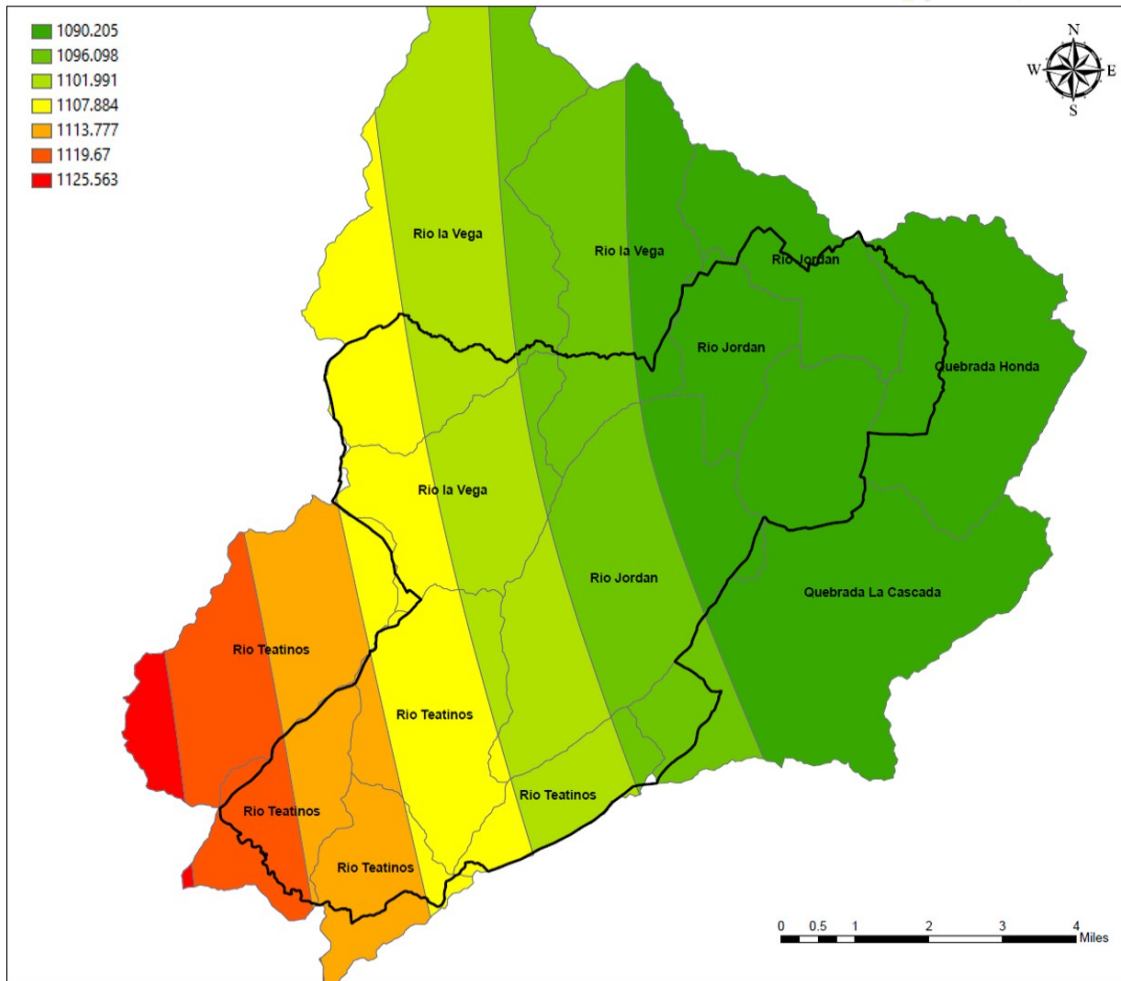 1090.205
1096.098
1101.991
1107.884
1113.777
1119.67
1125.563
N
W E
S
Rio la Vega
Rio la Vega
Rio Jordan
Rio Jordan
Quebrada Honda
Rio la Vega
Rio Jordan
Quebrada La Cascada
Rio Teatinos
Rio Teatinos
Rio Teatinos
Rio Teatinos
Rio Teatinos
0 0.5 1 2 3 4
Miles